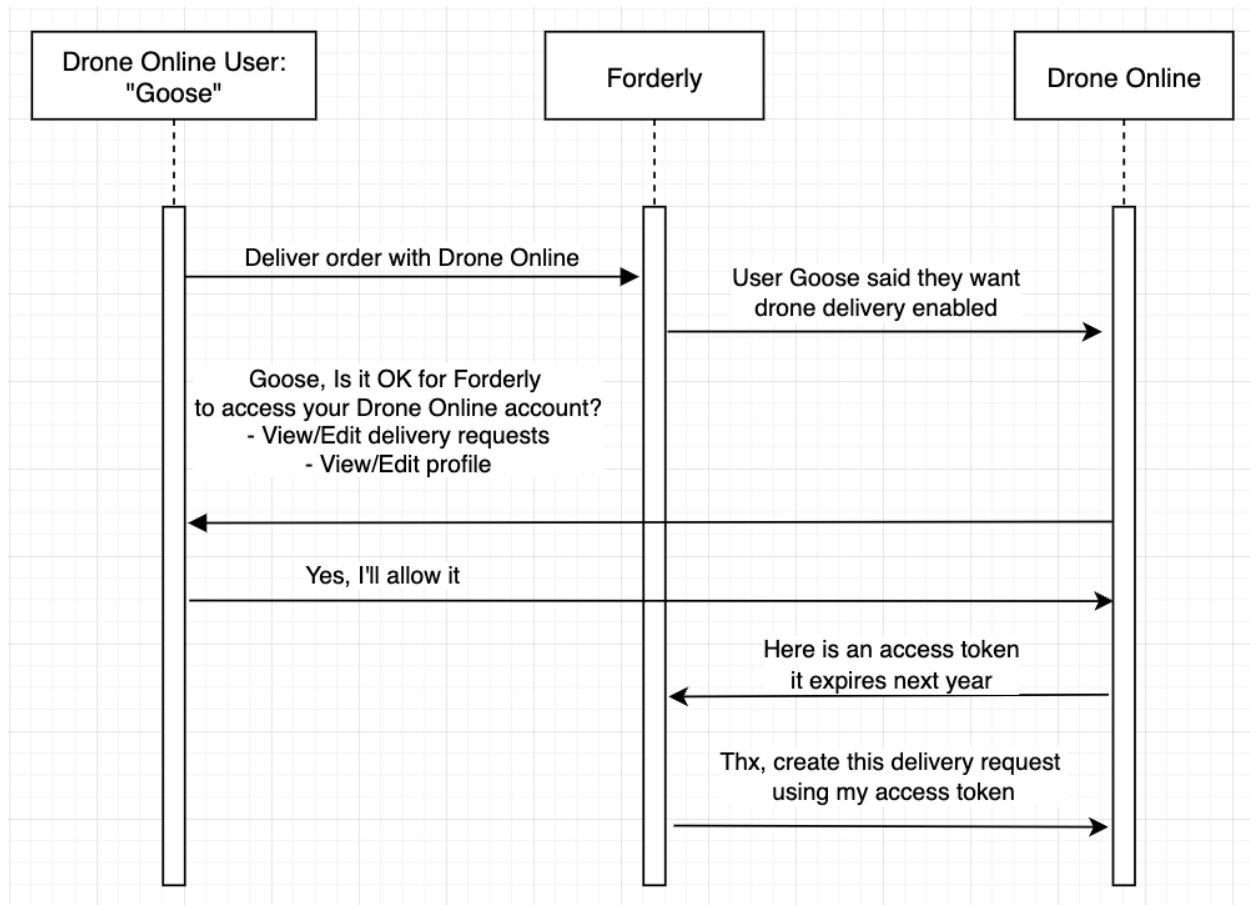 Drone Online User:
"Goose"
Forderly
Drone Online
Deliver order with Drone Online
User Goose said they want
drone delivery enabled
Goose, Is it OK for Forderly
to access your Drone Online account?
- View/Edit delivery requests
- View/Edit profile
Yes, I'll allow it
Here is an access token
it expires next year
Thx, create this delivery request
using my access token